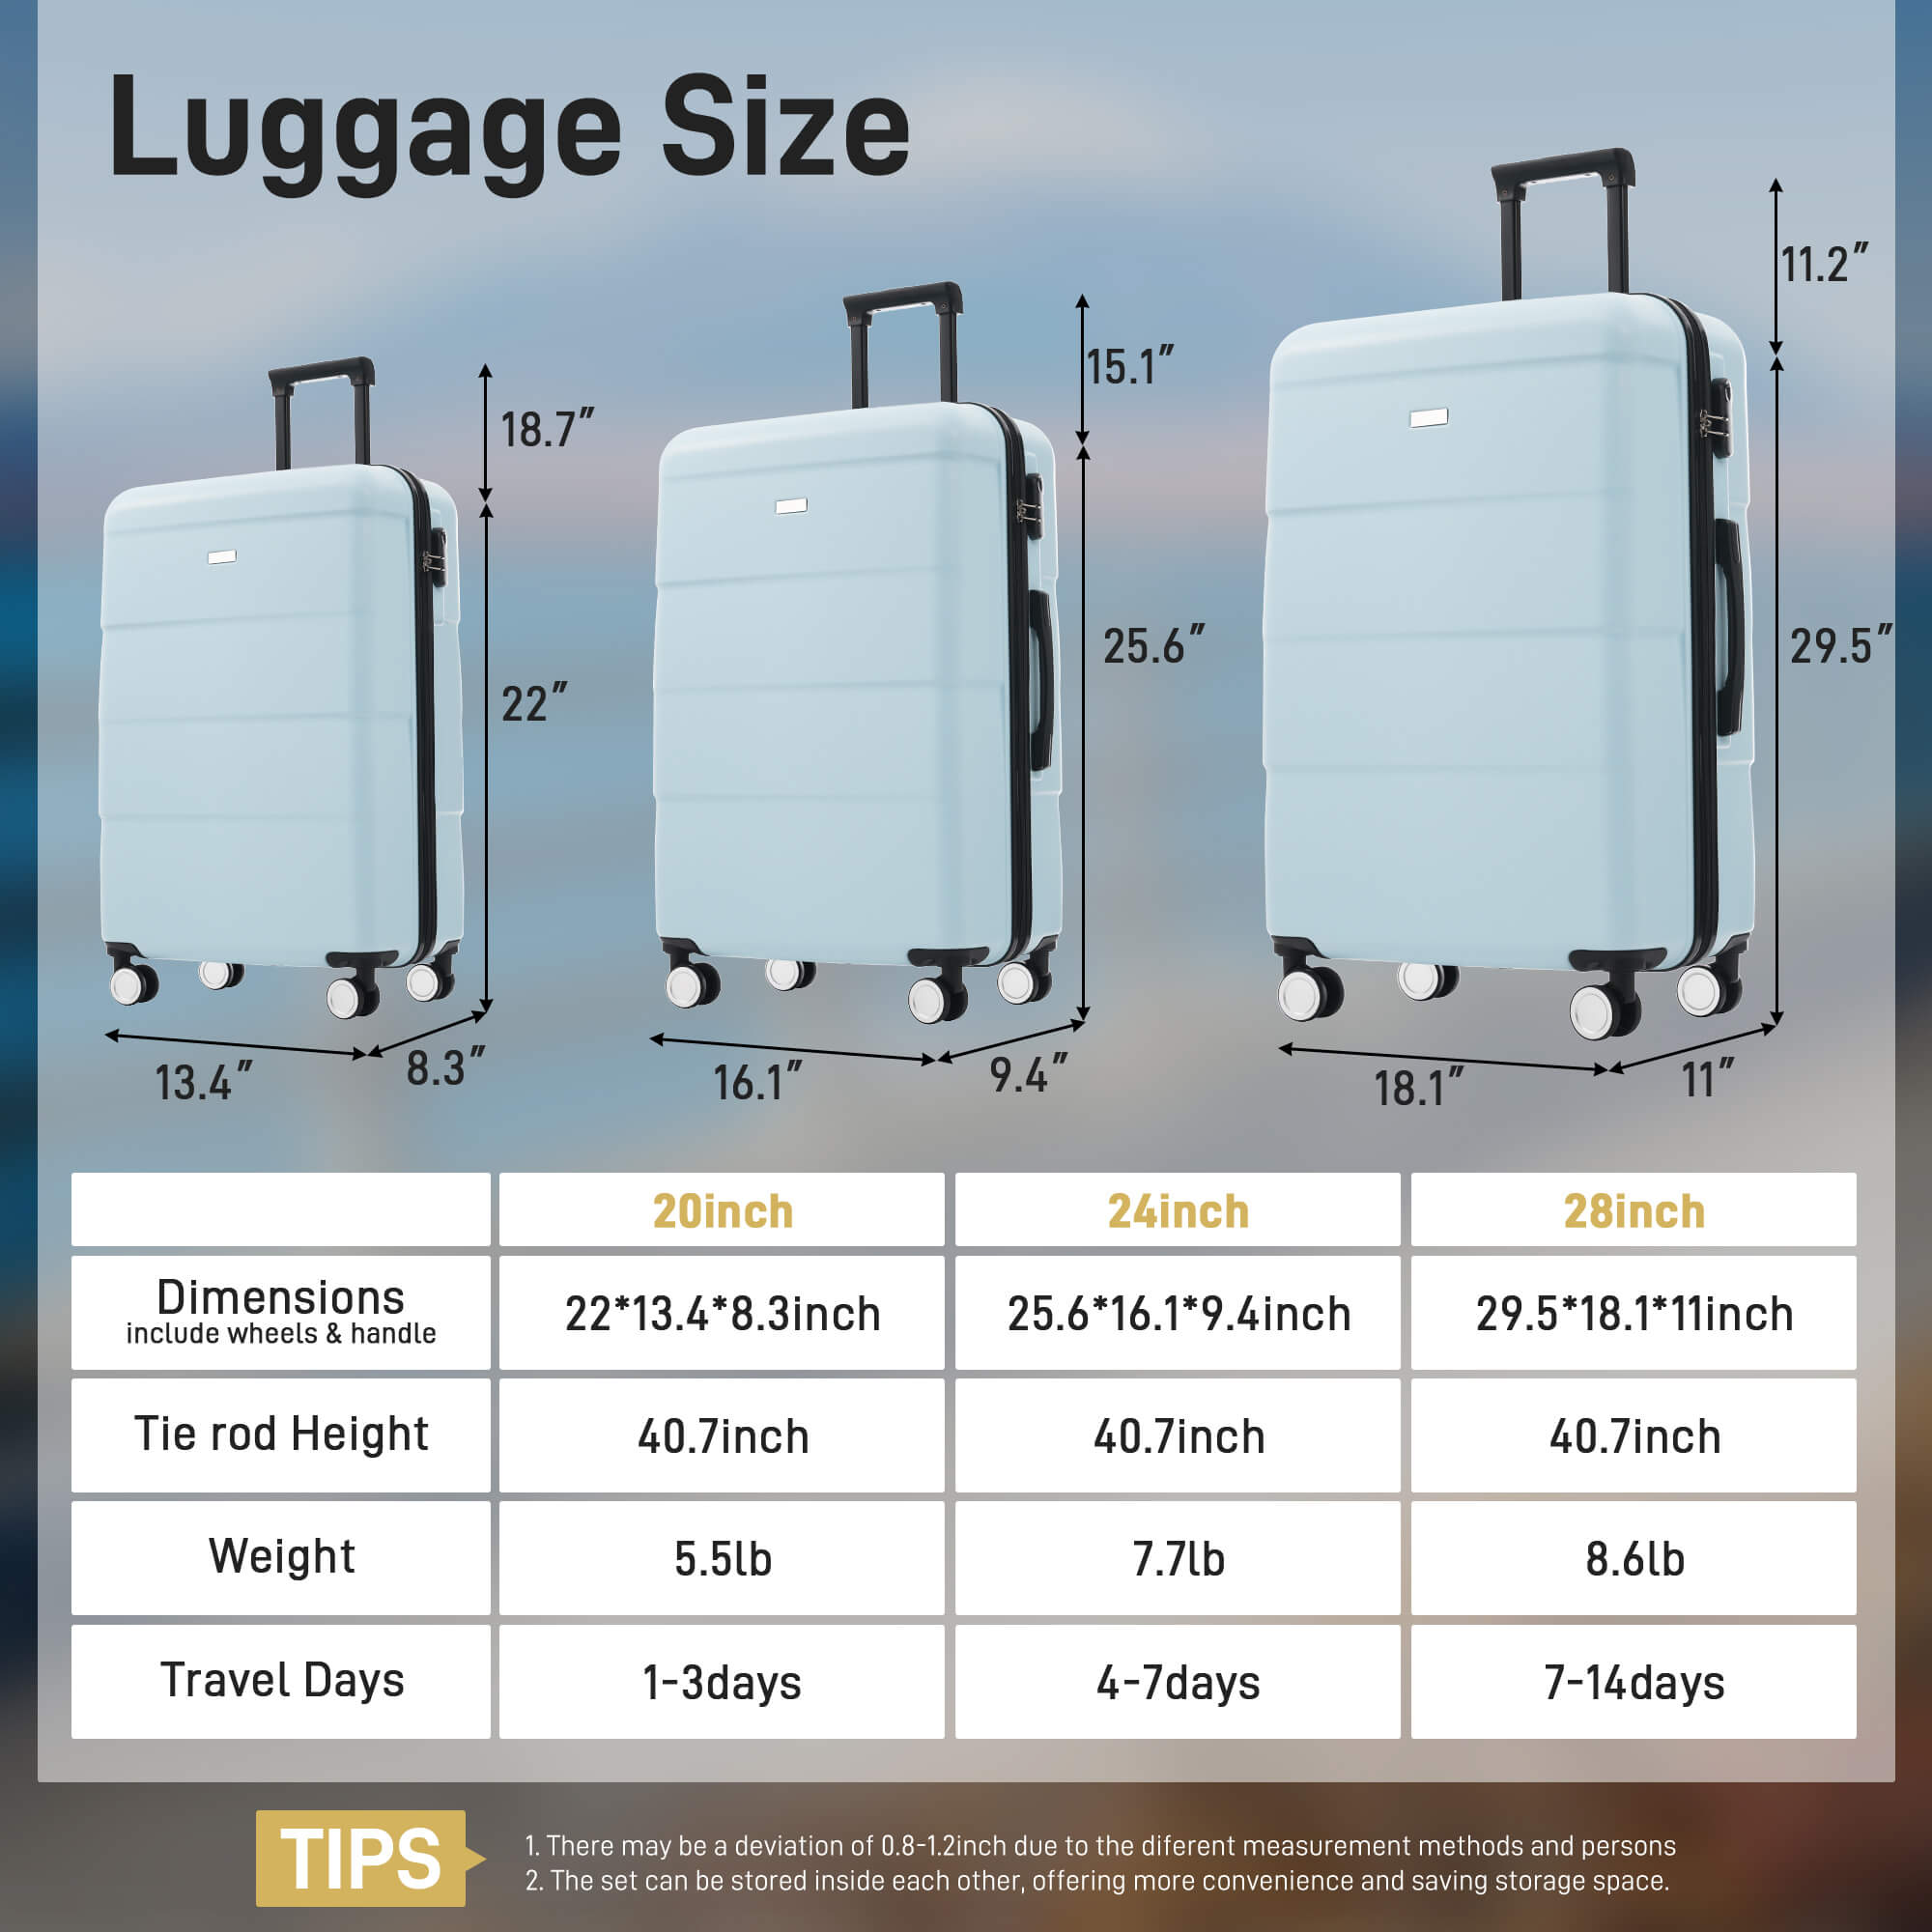 Luggage Size
18.7"
22"
13.4"
8.3"
15.1"
25.6"
16.1"
9.4"
11.2"
29.5"
18.1"
11"
20inch 24inch 28inch
Dimensions
include wheels & handle
22*13.4*8.3inch 25.6*16.1*9.4inch 29.5*18.1*11inch
Tie rod Height 40.7inch 40.7inch 40.7inch
Weight 5.5lb 7.7lb 8.6lb
Travel Days 1-3days 4-7days 7-14days
TIPS
1. There may be a deviation of 0.8-1.2inch due to the diferent measurement methods and persons
2. The set can be stored inside each other, offering more convenience and saving storage space.